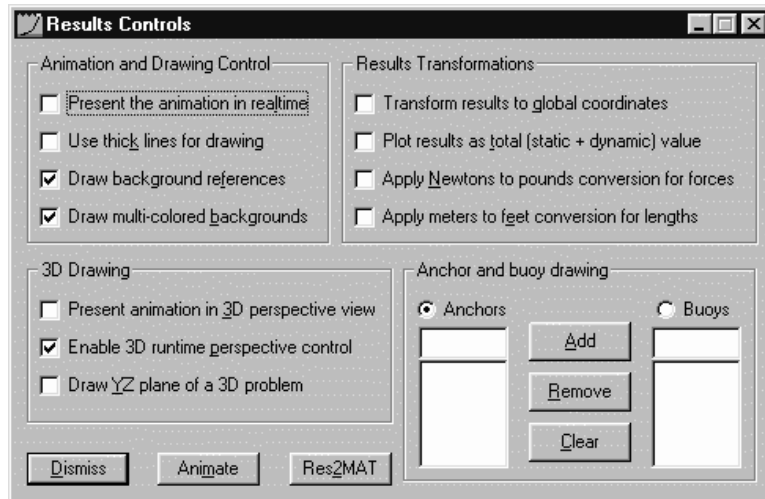 Results Controls
Animation and Drawing Control
Present the animation in realtime
Use thick lines for drawing
Draw background references
Draw multi-colored backgrounds
Results Transformations
Transform results to global coordinates
Plot results as total (static + dynamic) value
Apply Newtons to pounds conversion for forces
Apply meters to feet conversion for lengths
3D Drawing
Present animation in 3D perspective view
Enable 3D runtime perspective control
Draw YZ plane of a 3D problem
Anchor and buoy drawing
Anchors
Buoys
Add
Remove
Clear
Dismiss
Animate
Res2MAT